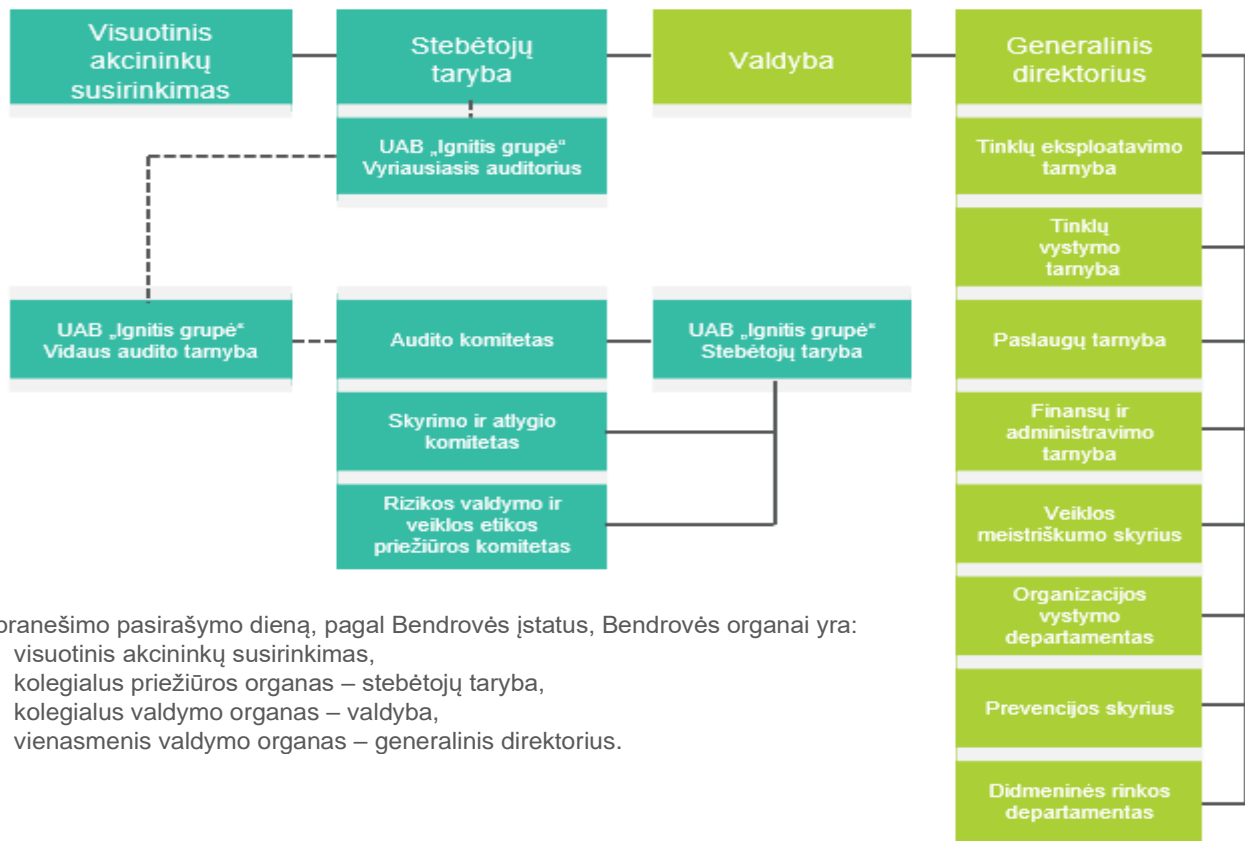 Visuotinis
akcininkų
susirinkimas
Stebėtojų
taryba
Valdyba
Generalinis
direktorius
UAB „Ignitis grupė“
Vyriausiasis auditorius
Tinklų eksploatavimo
tarnyba
Tinklų
vystymo
tarnyba
UAB „Ignitis grupė“
Vidaus audito tarnyba
Audito komitetas
UAB „Ignitis grupė“
Stebėtojų taryba
Paslaugų tarnyba
Skyrimo ir atlygio
komitetas
Finansų ir
administravimo
tarnyba
Rizikos valdymo ir
veiklos etikos
priežiūros komitetas
Veiklos
meistriškumo skyrius
Organizacijos
vystymo
departamentas
Prevencijos skyrius
Didmeninės rinkos
departamentas
pranešimo pasirašymo dieną, pagal Bendrovės įstatus, Bendrovės organai yra:
visuotinis akcininkų susirinkimas,
kolegialus priežiūros organas – stebėtojų taryba,
kolegialus valdymo organas – valdyba,
vienasmenis valdymo organas – generalinis direktorius.